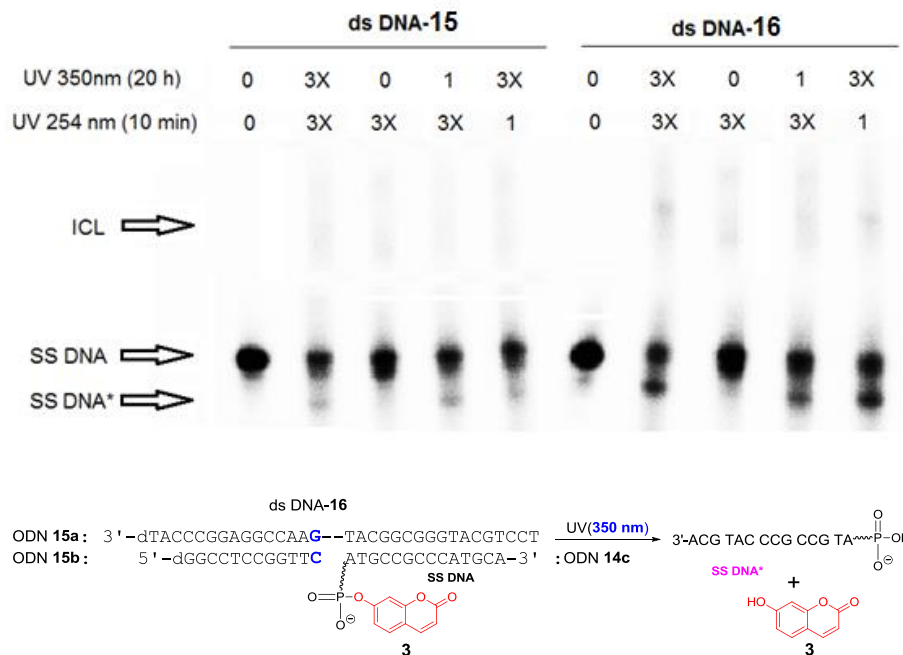 ds DNA-15 ds DNA-16
UV 350nm (20 h) 0 3X 0 1 3X 0 3X 0 1 3X
UV 254 nm (10 min) 0 3X 3X 3X 1 0 3X 3X 3X 1
ICL
SS DNA
SS DNA*
ds DNA-16
ODN 15a: 3'-dTACCCGGAGGCCAAG--TACGGCGGGTACGTCCT
ODN 15b: 5'-dGGCCTCCGGTTC ATGCCGCCCATGCA-3' :ODN 14c
SS DNA
UV(350 nm)
3'-ACG TAC CCG CCG TA P OH
O
O⊖
SS DNA*
+
O=P-O O O
O⊖
3
HO O O
3